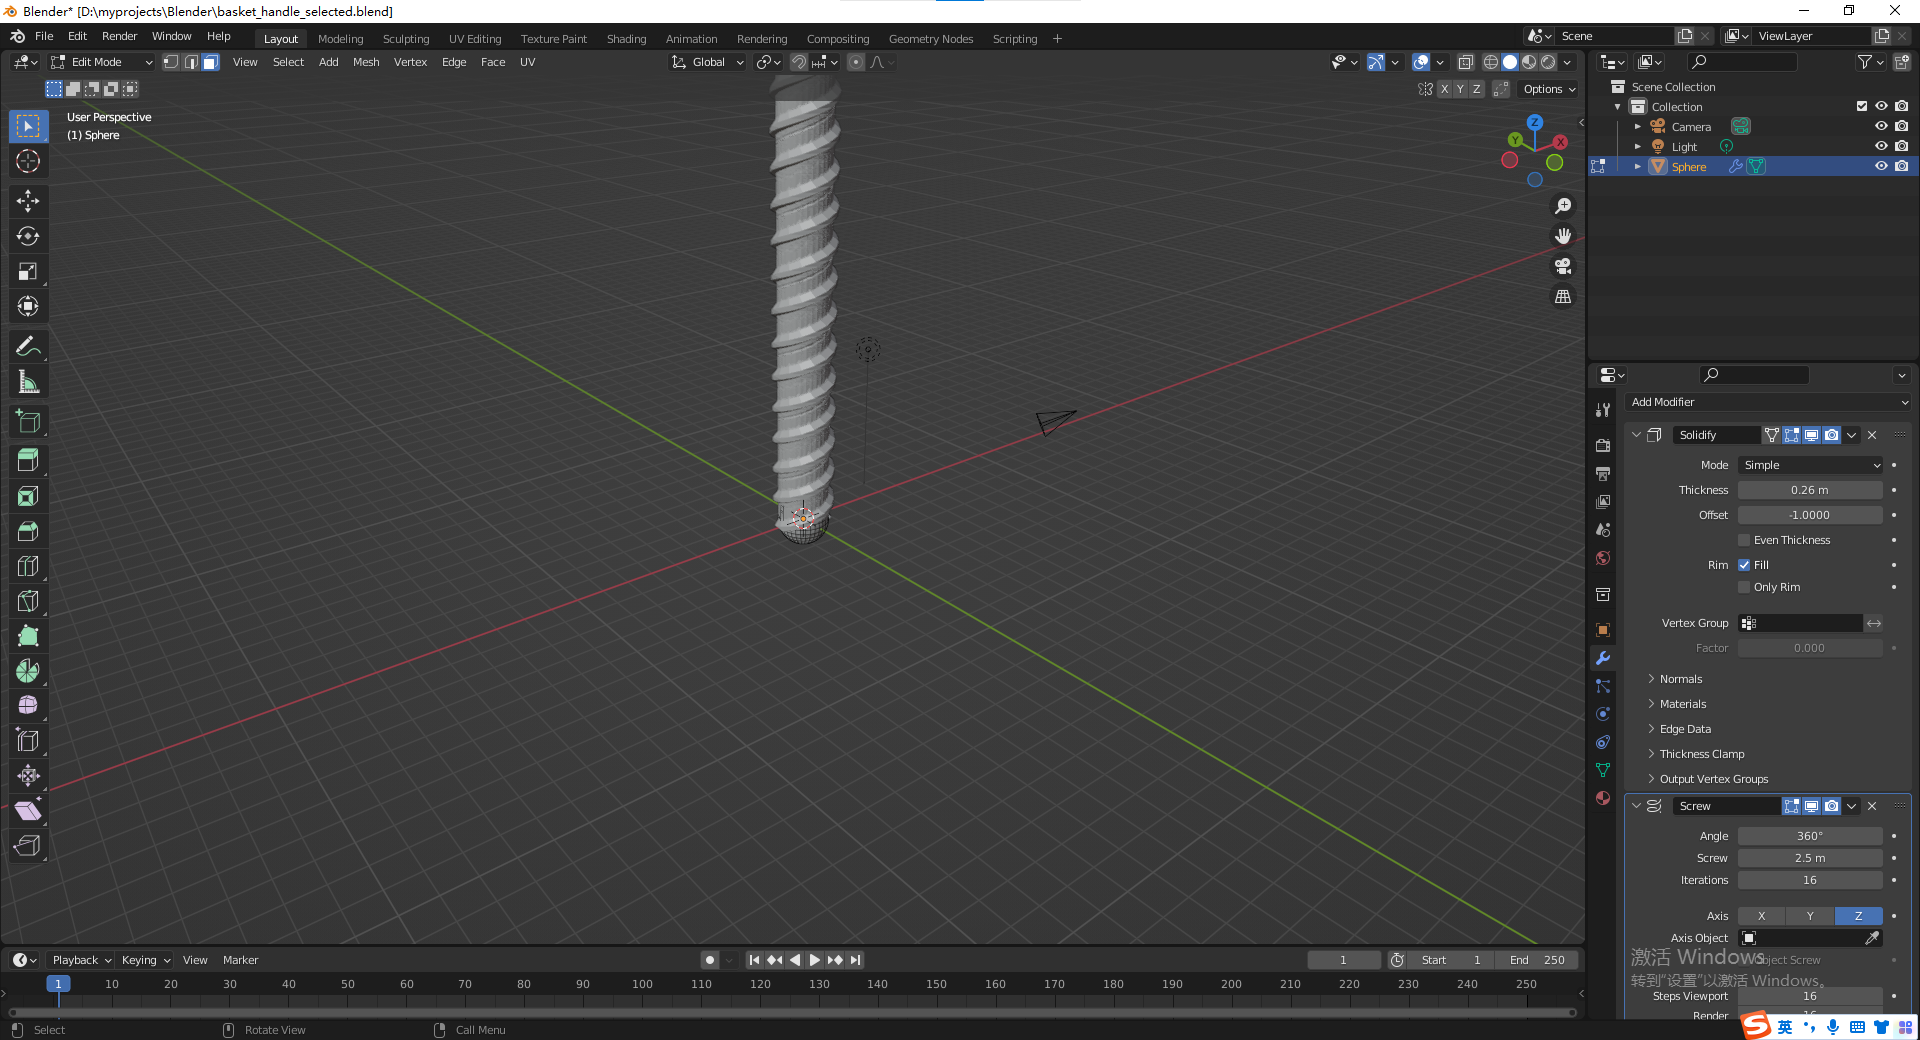 Blender* [D:\myprojects\Blender\basket_handle_selected.blend]
File Edit Render Window Help Layout Modeling Sculpting UV Editing Texture Paint Shading Animation Rendering Compositing Geometry Nodes Scripting + Scene ViewLayer
Edit Mode View Select Add Mesh Vertex Edge Face UV Global
X Y Z Options
User Perspective
(1) Sphere
Z
Y
X
Scene Collection
Collection
Camera
Light
Sphere
Add Modifier
Solidify
Mode Simple
Thickness 0.26 m
Offset -1.0000
Even Thickness
Rim Fill
Only Rim
Vertex Group
Factor 0.000
Normals
Materials
Edge Data
Thickness Clamp
Output Vertex Groups
Screw
Angle 360°
Screw 2.5 m
Iterations 16
Axis X Y Z
Axis Object
Object Screw
Steps Viewport 16
Render 16
激活 Windows
转到“设置”以激活 Windows。
Playback Keying View Marker 1 Start 1 End 250
1 10 20 30 40 50 60 70 80 90 100 110 120 130 140 150 160 170 180 190 200 210 220 230 240 250
Select Rotate View Call Menu
英